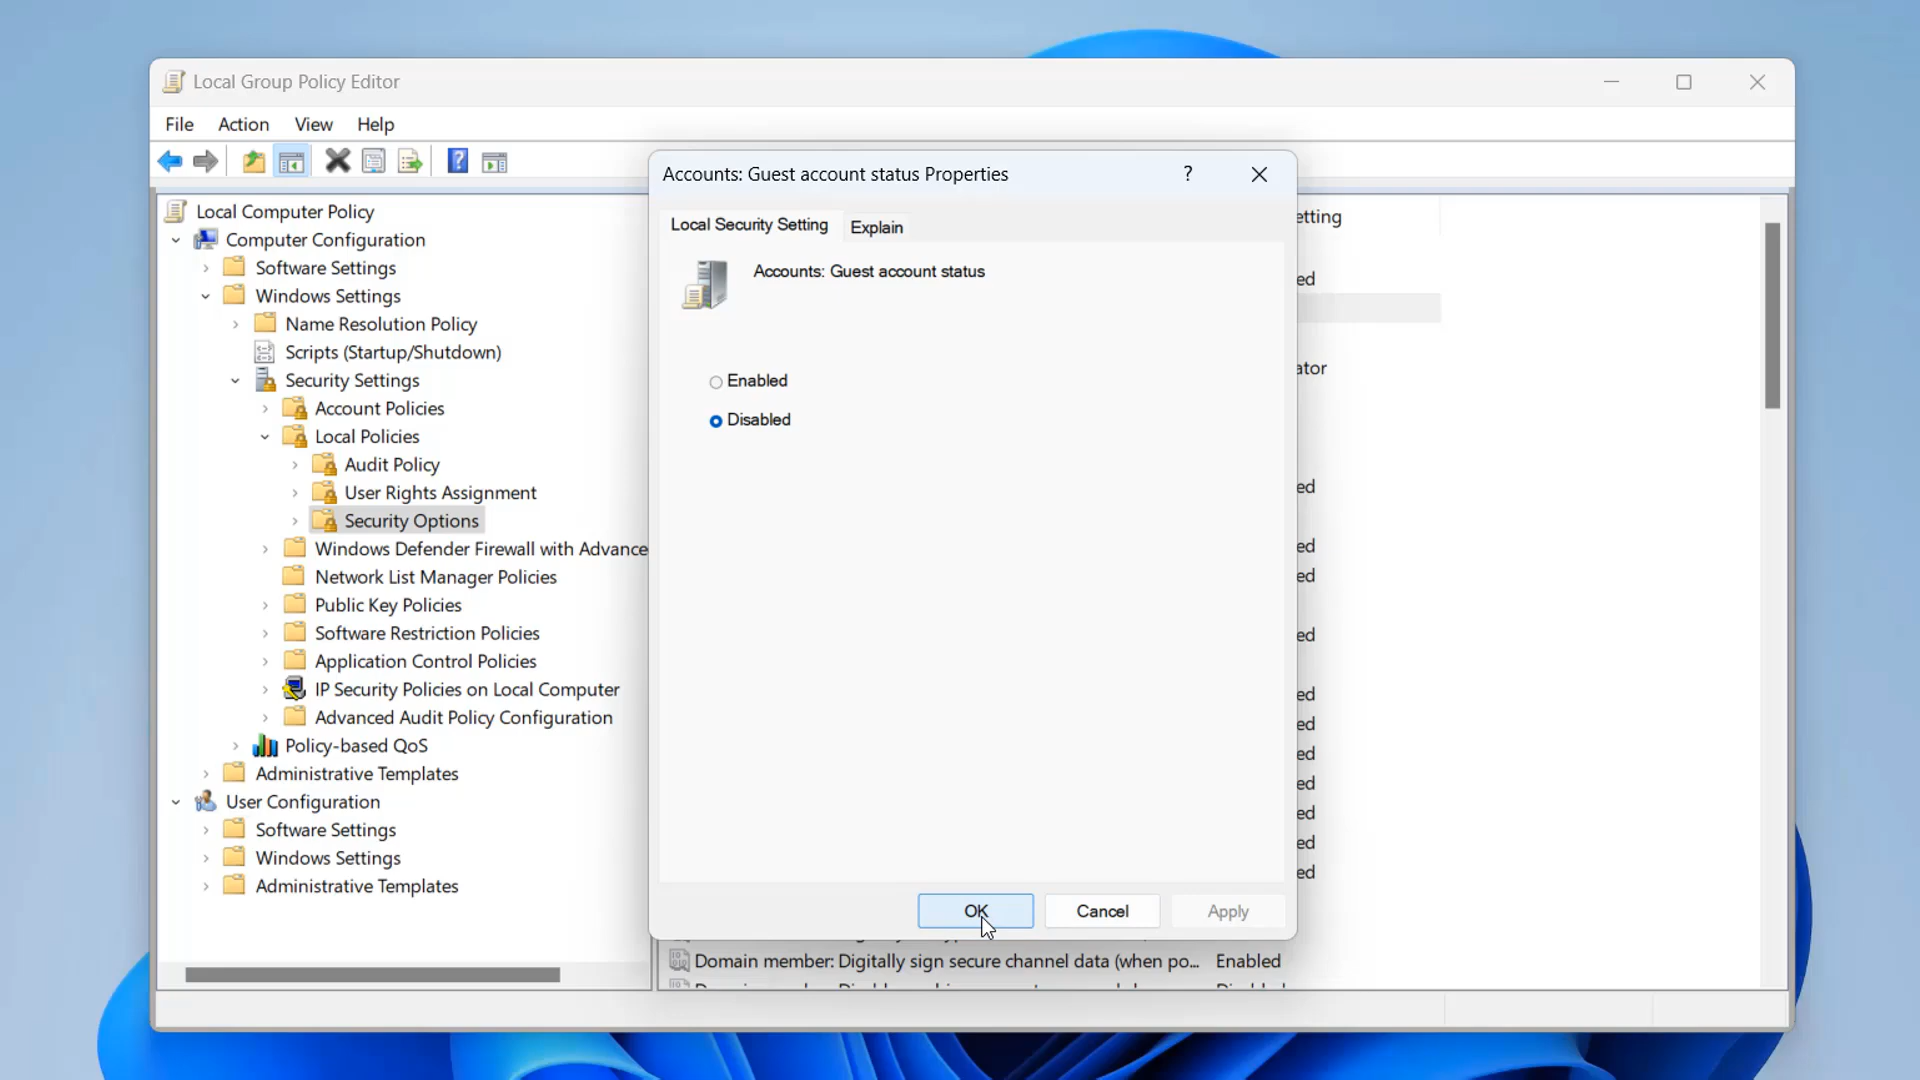 Local Group Policy Editor
File Action View Help
Local Computer Policy
Computer Configuration
Software Settings
Windows Settings
Name Resolution Policy
Scripts (Startup/Shutdown)
Security Settings
Account Policies
Local Policies
Audit Policy
User Rights Assignment
Security Options
Windows Defender Firewall with Advance
Network List Manager Policies
Public Key Policies
Software Restriction Policies
Application Control Policies
IP Security Policies on Local Computer
Advanced Audit Policy Configuration
Policy-based QoS
Administrative Templates
User Configuration
Software Settings
Windows Settings
Administrative Templates
Accounts: Guest account status Properties
?
Local Security Setting Explain
Accounts: Guest account status
Enabled
Disabled
OK Cancel Apply
etting
ed
ator
ed
ed
ed
ed
ed
ed
ed
ed
ed
ed
ed
Domain member: Digitally sign secure channel data (when po... Enabled